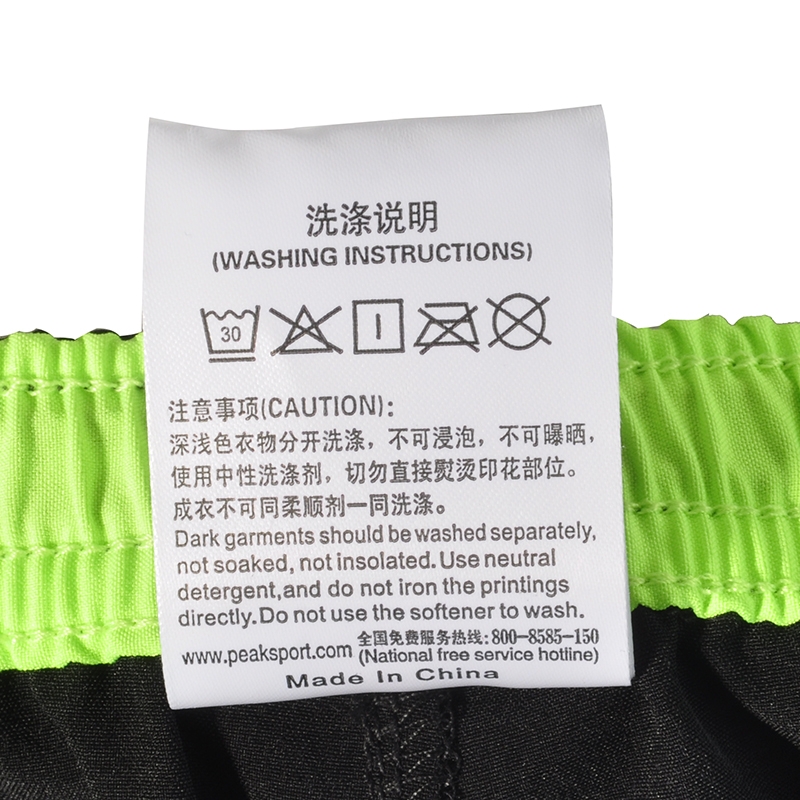 洗涤说明
(WASHING INSTRUCTIONS)
30
注意事项(CAUTION):
深浅色衣物分开洗涤，不可浸泡，不可曝晒，
使用中性洗涤剂，切勿直接熨烫印花部位。
成衣不可同柔顺剂一同洗涤。
Dark garments should be washed separately,
not soaked, not insolated. Use neutral
detergent,and do not iron the printings
directly.Do not use the softener to wash.
www.peaksport.com 全国免费服务热线:800-8585-150
(National free service hotline)
Made In China